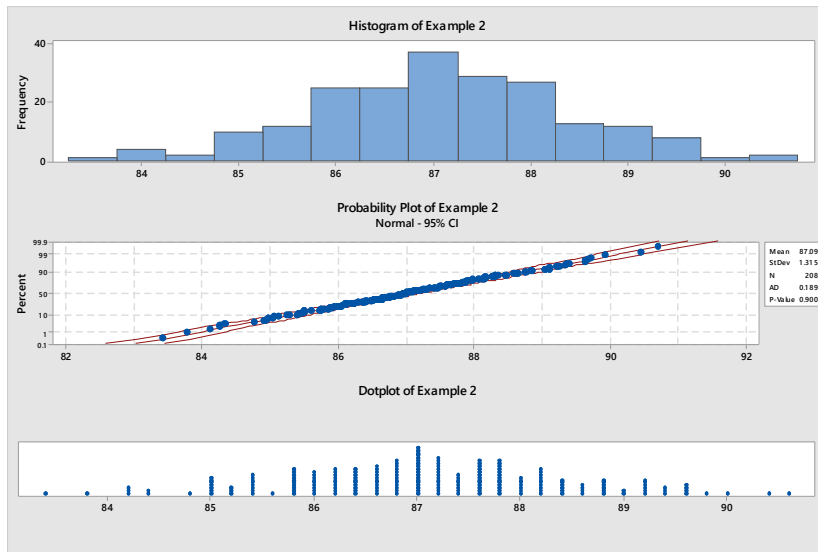 Histogram of Example 2
Frequency
40
20
0
84 85 86 87 88 89 90
Probability Plot of Example 2
Normal - 95% CI
Percent
99.9
99
90
50
10
1
0.1
82 84 86 88 90 92
Mean 87.09
StDev 1.315
N 208
AD 0.189
P-Value 0.900
Dotplot of Example 2
84 85 86 87 88 89 90